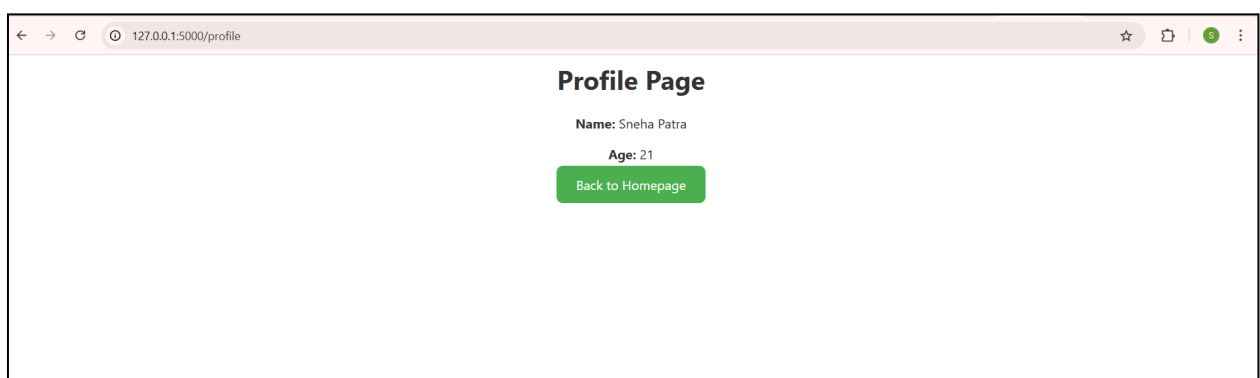 127.0.0.1:5000/profile
S
Profile Page
Name: Sneha Patra
Age: 21
Back to Homepage